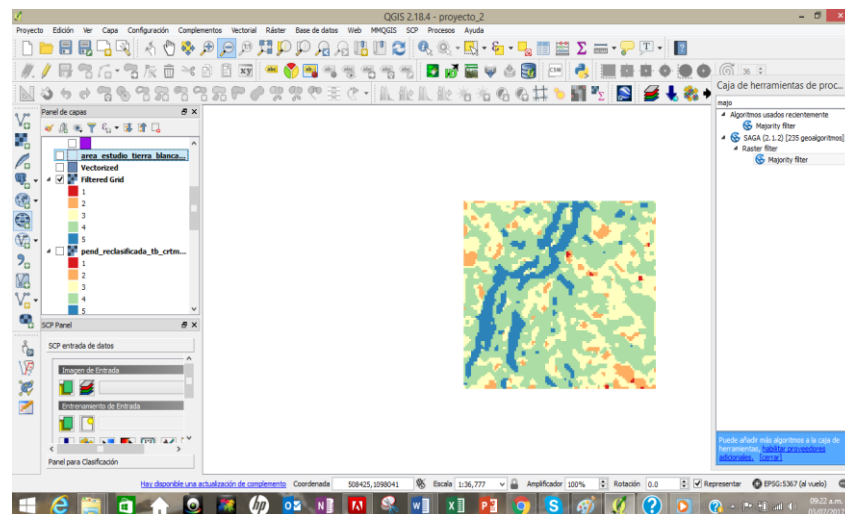 QGIS 2.18.4 - proyecto_2
Proyecto Edición Ver Capa Configuración Complementos Vectorial Ráster Base de datos Web MMQGIS SCP Procesos Ayuda
Panel de capas
area_estudio_tierra_blanca...
Vectorized
Filtered Grid
1
2
3
4
5
pend_reclasificada_tb_crtm...
1
2
3
4
5
SCP Panel
SCP entrada de datos
Imagen de Entrada
Entrenamiento de Entrada
Panel para Clasificación
Caja de herramientas de proc...
majo
Algoritmos usados recientemente
Majority filter
SAGA (2.1.2) [235 geoalgoritmos]
Raster filter
Majority filter
Puede añadir más algoritmos a la caja de
herramientas, habilitar proveedores
adicionales. [cerrar]
Hay disponible una actualización de complemento Coordenada 508425,1098041 Escala 1:36,777 Amplificador 100% Rotación 0.0 Representar EPSG:5367 (al vuelo)
09:22 a.m.
03/07/2017